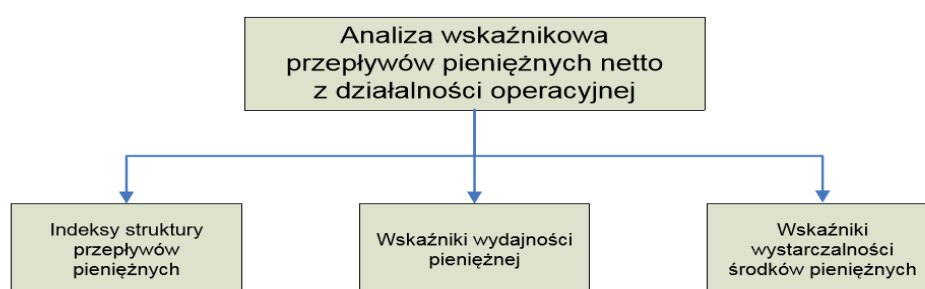 Analiza wskaźnikowa
przepływów pieniężnych netto
z działalności operacyjnej
Indeksy struktury
przepływów
pieniężnych
Wskaźniki wydajności
pieniężnej
Wskaźniki
wystarczalności
środków pieniężnych